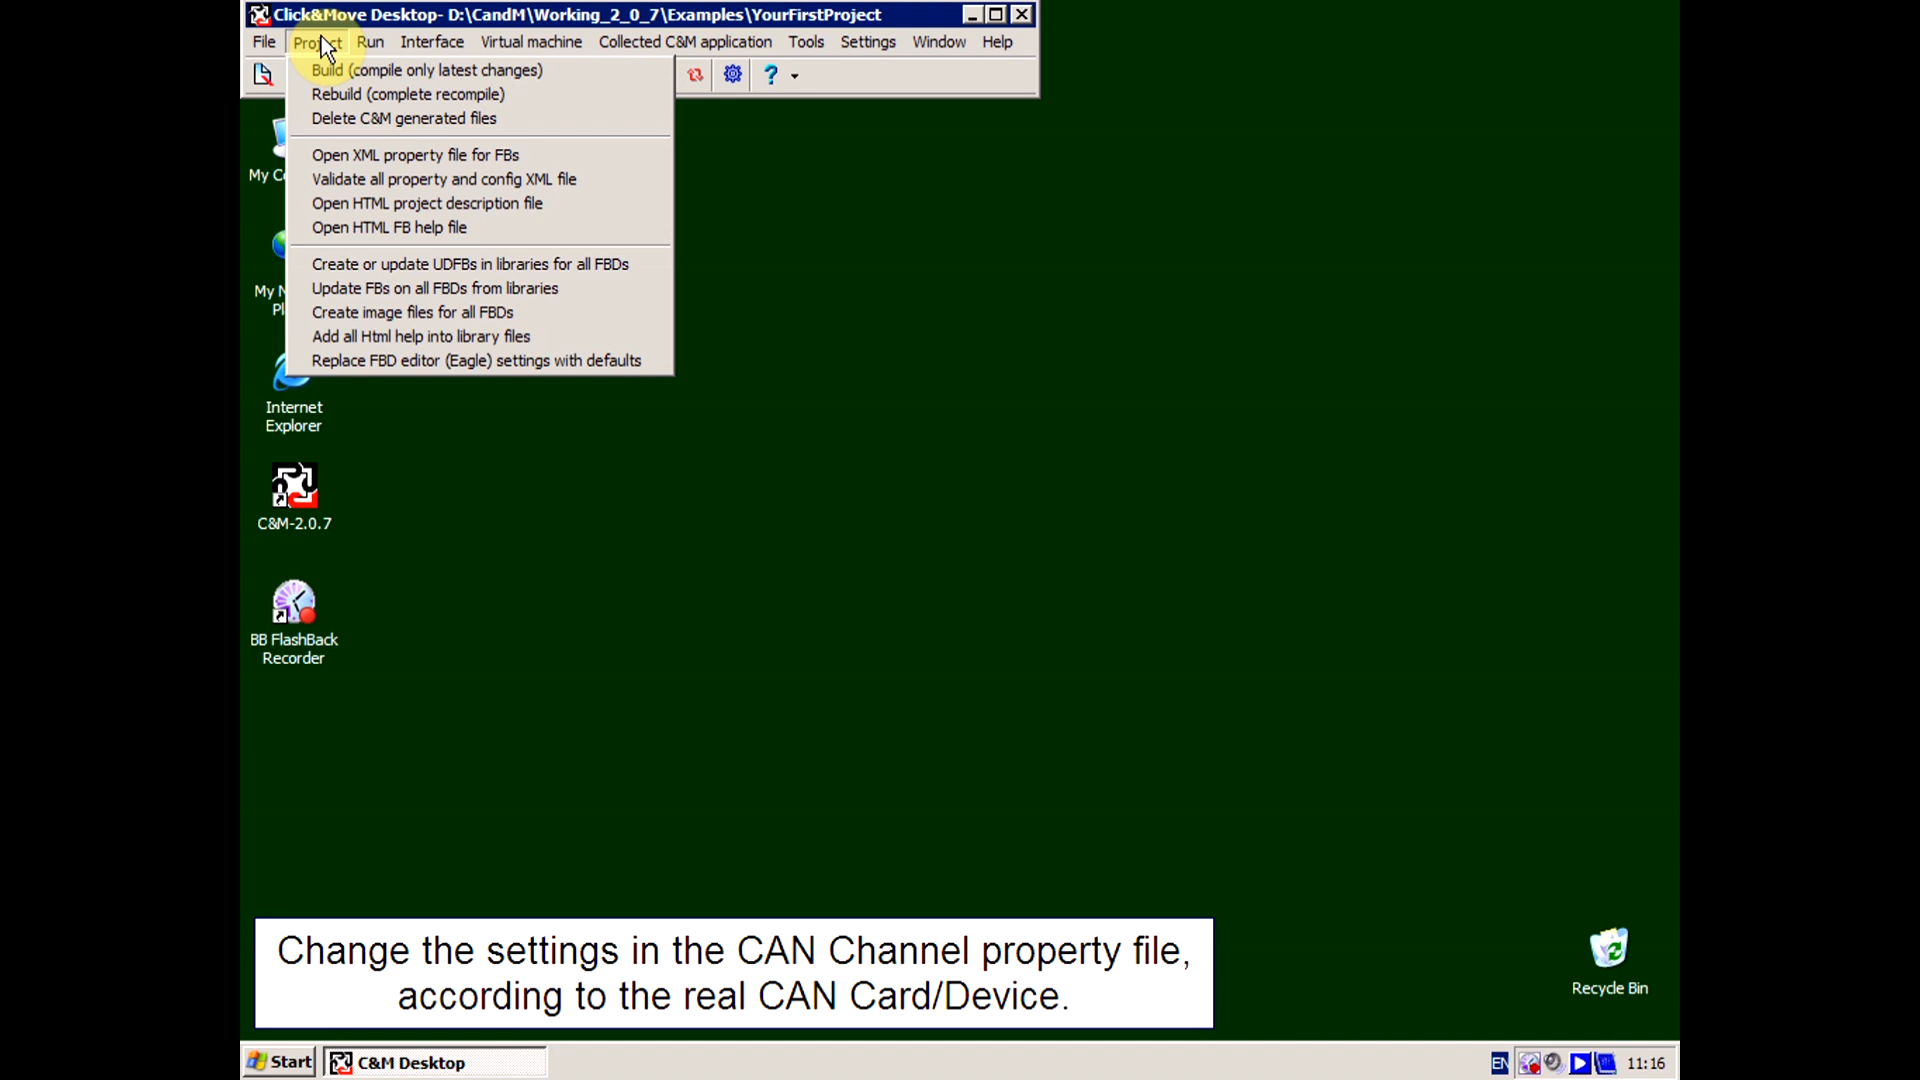 Click&Move Desktop- D:\CandM\Working_2_0_7\Examples\YourFirstProject
File Project Run Interface Virtual machine Collected C&M application Tools Settings Window Help
Build (compile only latest changes)
Rebuild (complete recompile)
Delete C&M generated files
Open XML property file for FBs
Validate all property and config XML file
Open HTML project description file
Open HTML FB help file
Create or update UDFBs in libraries for all FBDs
Update FBs on all FBDs from libraries
Create image files for all FBDs
Add all Html help into library files
Replace FBD editor (Eagle) settings with defaults
My
My
Internet
Explorer
C&M-2.0.7
BB FlashBack
Recorder
Change the settings in the CAN Channel property file,
according to the real CAN Card/Device.
Recycle Bin
Start
C&M Desktop
EN
11:16